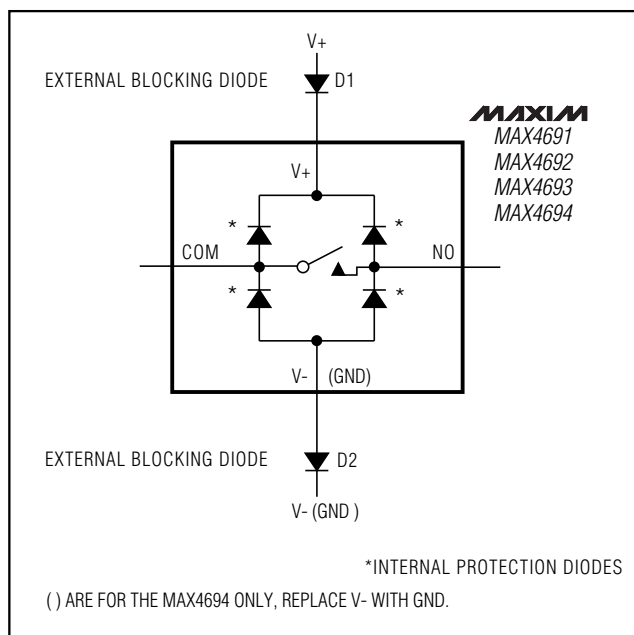 V+
EXTERNAL BLOCKING DIODE
D1
MAXIM
MAX4691
MAX4692
MAX4693
MAX4694
V+
*
*
COM
NO
*
*
V- (GND)
EXTERNAL BLOCKING DIODE
D2
V- (GND )
*INTERNAL PROTECTION DIODES
( ) ARE FOR THE MAX4694 ONLY, REPLACE V- WITH GND.